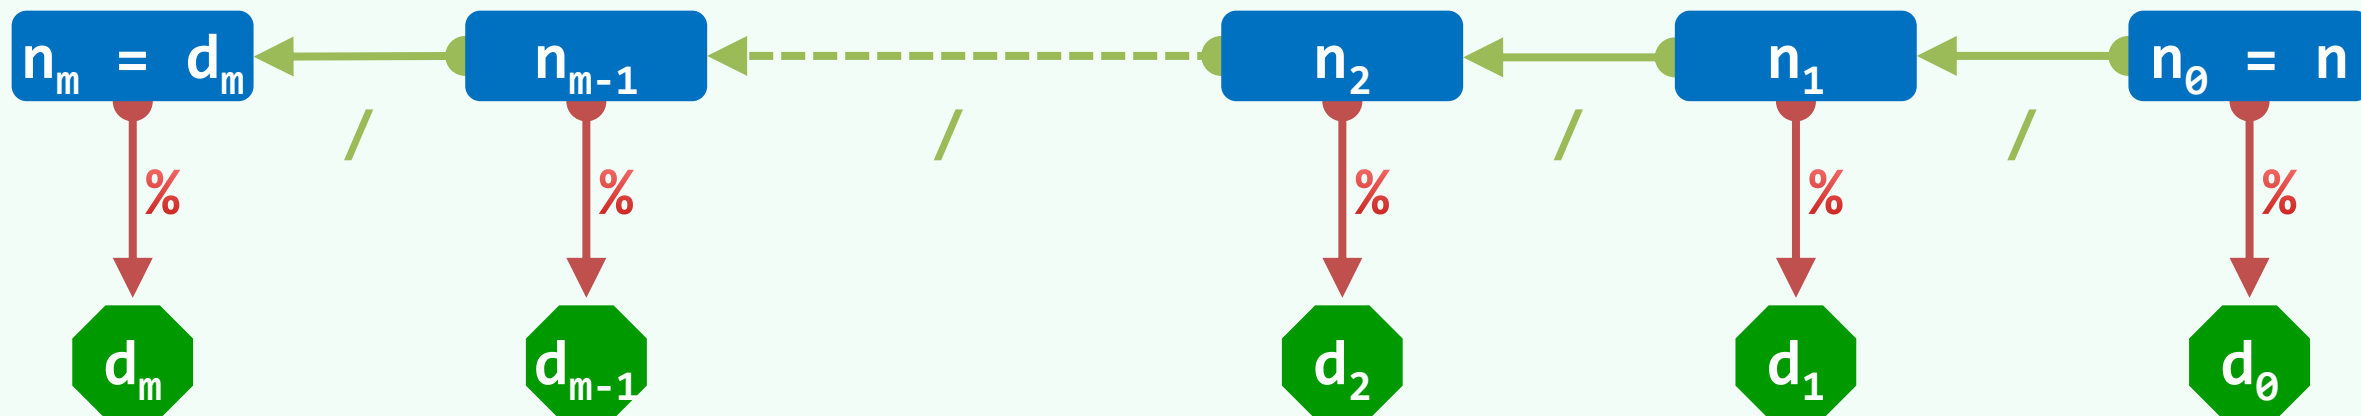 nₘ = dₘ nₘ₋₁ n₂ n₁ n₀ = n
/ / / /
% % % % %
dₘ dₘ₋₁ d₂ d₁ d₀